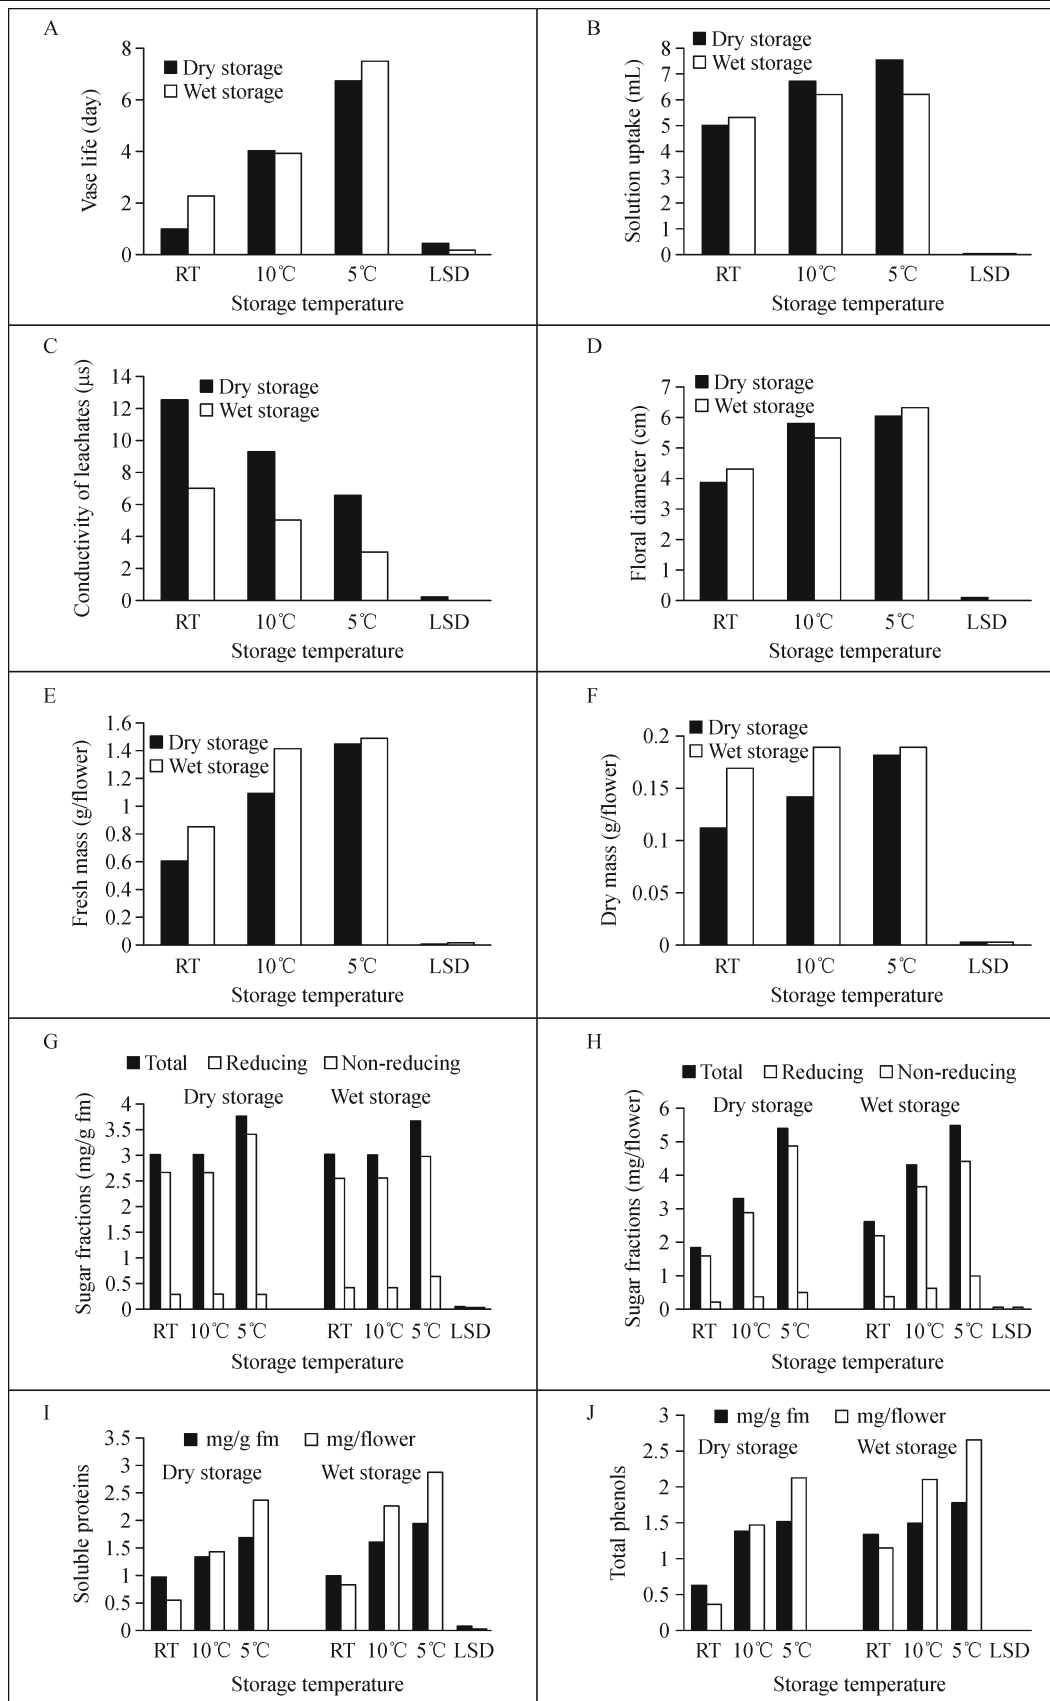 A
Vase life (day)
8
6
4
2
0
Dry storage
Wet storage
RT 10℃ 5℃ LSD
Storage temperature
B
Solution uptake (mL)
8
7
6
5
4
3
2
1
0
Dry storage
Wet storage
RT 10℃ 5℃ LSD
Storage temperature
C
Conductivity of leachates (μs)
14
12
10
8
6
4
2
0
Dry storage
Wet storage
RT 10℃ 5℃ LSD
Storage temperature
D
Floral diameter (cm)
7
6
5
4
3
2
1
0
Dry storage
Wet storage
RT 10℃ 5℃ LSD
Storage temperature
E
Fresh mass (g/flower)
1.6
1.4
1.2
1
0.8
0.6
0.4
0.2
0
Dry storage
Wet storage
RT 10℃ 5℃ LSD
Storage temperature
F
Dry mass (g/flower)
0.2
0.15
0.1
0.05
0
Dry storage
Wet storage
RT 10℃ 5℃ LSD
Storage temperature
G
Total Reducing Non-reducing
Dry storage Wet storage
Sugar fractions (mg/g fm)
4
3.5
3
2.5
2
1.5
1
0.5
0
RT 10℃ 5℃ RT 10℃ 5℃ LSD
Storage temperature
H
Total Reducing Non-reducing
Dry storage Wet storage
Sugar fractions (mg/flower)
6
5
4
3
2
1
0
RT 10℃ 5℃ RT 10℃ 5℃ LSD
Storage temperature
I
mg/g fm mg/flower
Dry storage Wet storage
Soluble proteins
3.5
3
2.5
2
1.5
1
0.5
0
RT 10℃ 5℃ RT 10℃ 5℃ LSD
Storage temperature
J
mg/g fm mg/flower
Dry storage Wet storage
Total phenols
3
2.5
2
1.5
1
0.5
0
RT 10℃ 5℃ RT 10℃ 5℃ LSD
Storage temperature